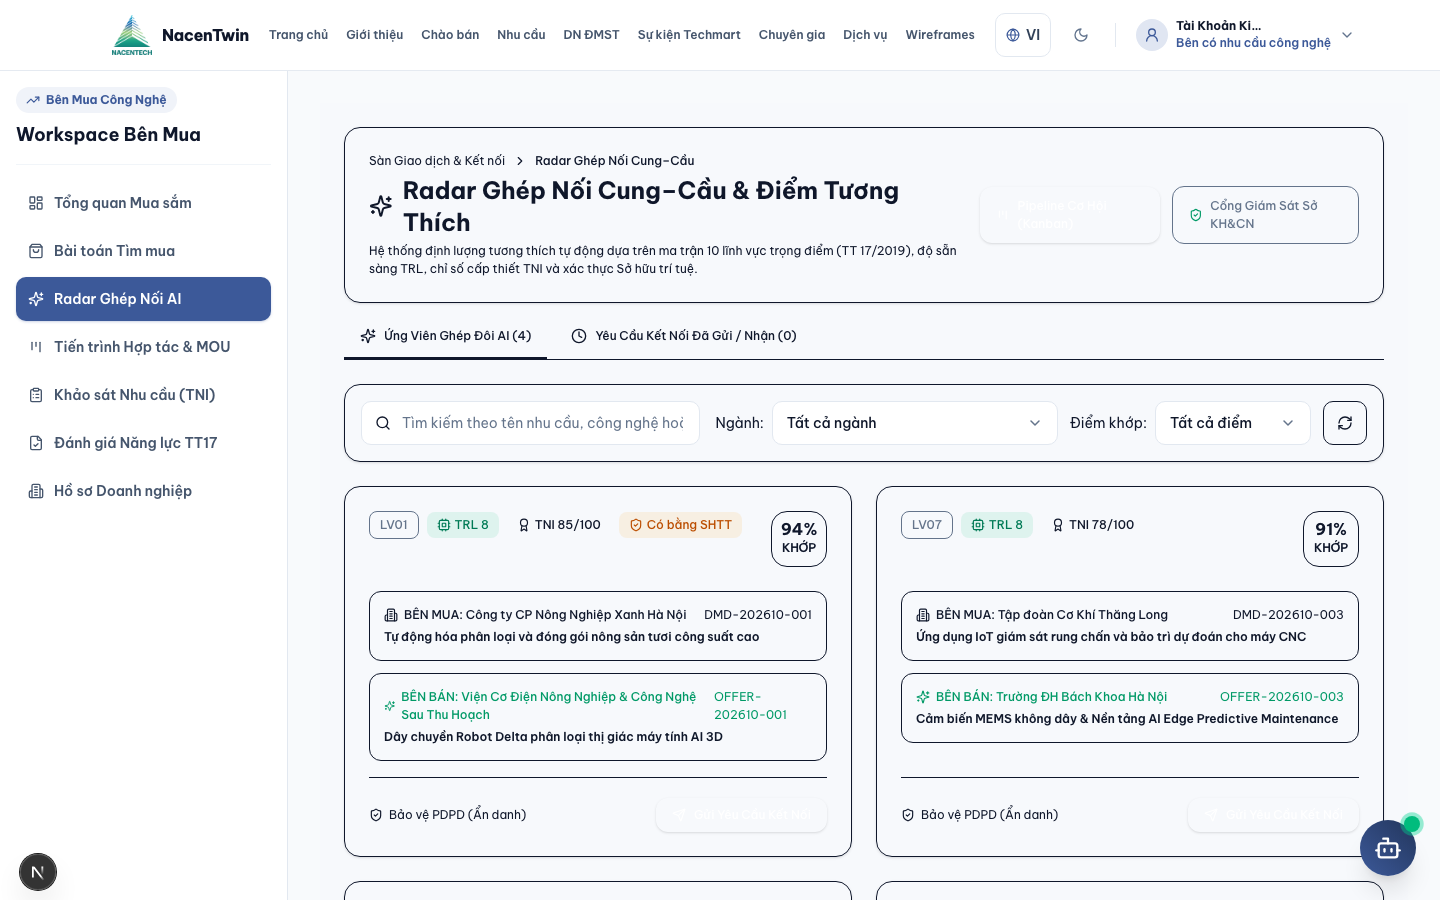 NACENTECH
NacenTwin
Trang chủ
Giới thiệu
Chào bán
Nhu cầu
DN ĐMST
Sự kiện Techmart
Chuyên gia
Dịch vụ
Wireframes
VI
Tài Khoản Ki...
Bên có nhu cầu công nghệ
Bên Mua Công Nghệ
Workspace Bên Mua
Tổng quan Mua sắm
Bài toán Tìm mua
Radar Ghép Nối AI
Tiến trình Hợp tác & MOU
Khảo sát Nhu cầu (TNI)
Đánh giá Năng lực TT17
Hồ sơ Doanh nghiệp
N
Sàn Giao dịch & Kết nối
Radar Ghép Nối Cung–Cầu
Radar Ghép Nối Cung–Cầu & Điểm Tương
Thích
Hệ thống định lượng tương thích tự động dựa trên ma trận 10 lĩnh vực trọng điểm (TT 17/2019), độ sẵn
sàng TRL, chỉ số cấp thiết TNI và xác thực Sở hữu trí tuệ.
Cổng Giám Sát Sở
KH&CN
Ứng Viên Ghép Đôi AI (4)
Yêu Cầu Kết Nối Đã Gửi / Nhận (0)
Tìm kiếm theo tên nhu cầu, công nghệ hoặ
Ngành:
Tất cả ngành
Điểm khớp:
Tất cả điểm
LV01
TRL 8
TNI 85/100
Có bằng SHTT
94%
KHỚP
BÊN MUA: Công ty CP Nông Nghiệp Xanh Hà Nội
DMD-202610-001
Tự động hóa phân loại và đóng gói nông sản tươi công suất cao
BÊN BÁN: Viện Cơ Điện Nông Nghiệp & Công Nghệ
Sau Thu Hoạch
OFFER-
202610-001
Dây chuyền Robot Delta phân loại thị giác máy tính AI 3D
Bảo vệ PDPD (Ẩn danh)
Gửi Yêu Cầu Kết Nối
LV07
TRL 8
TNI 78/100
91%
KHỚP
BÊN MUA: Tập đoàn Cơ Khí Thăng Long
DMD-202610-003
Ứng dụng IoT giám sát rung chấn và bảo trì dự đoán cho máy CNC
BÊN BÁN: Trường ĐH Bách Khoa Hà Nội
OFFER-202610-003
Cảm biến MEMS không dây & Nền tảng AI Edge Predictive Maintenance
Bảo vệ PDPD (Ẩn danh)
Gửi Yêu Cầu Kết Nối